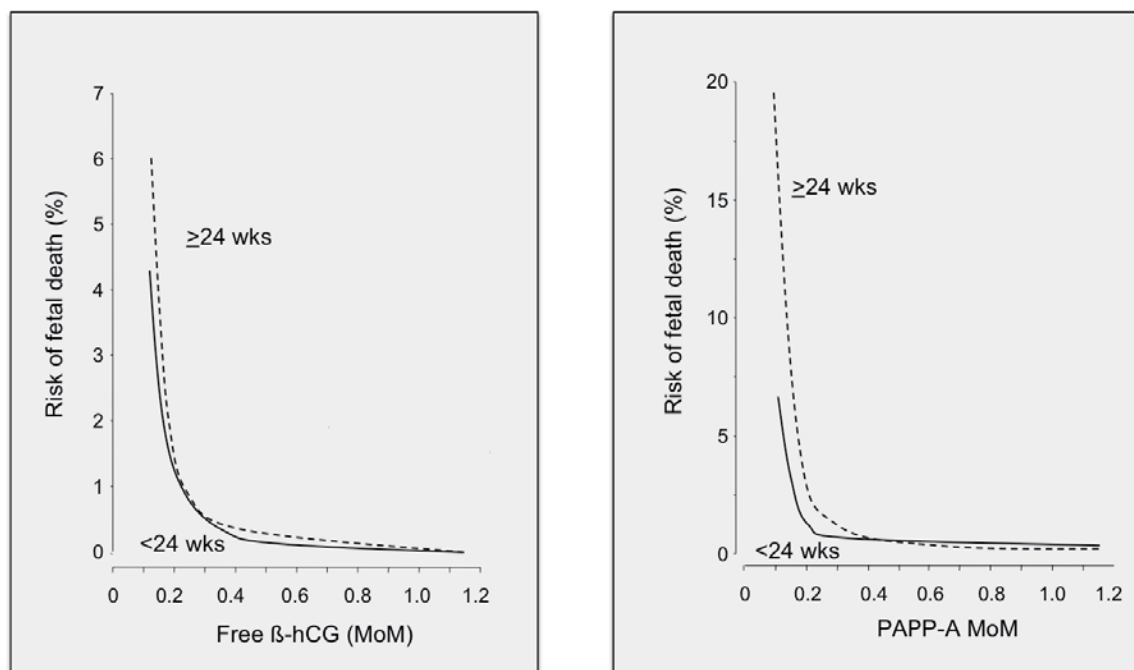 7
6
5
4
3
2
1
0
Risk of fetal death (%)
≥24 wks
<24 wks
0 0.2 0.4 0.6 0.8 1.0 1.2
Free ß-hCG (MoM)
20
15
10
5
0
Risk of fetal death (%)
≥24 wks
<24 wks
0 0.2 0.4 0.6 0.8 1.0 1.2
PAPP-A MoM